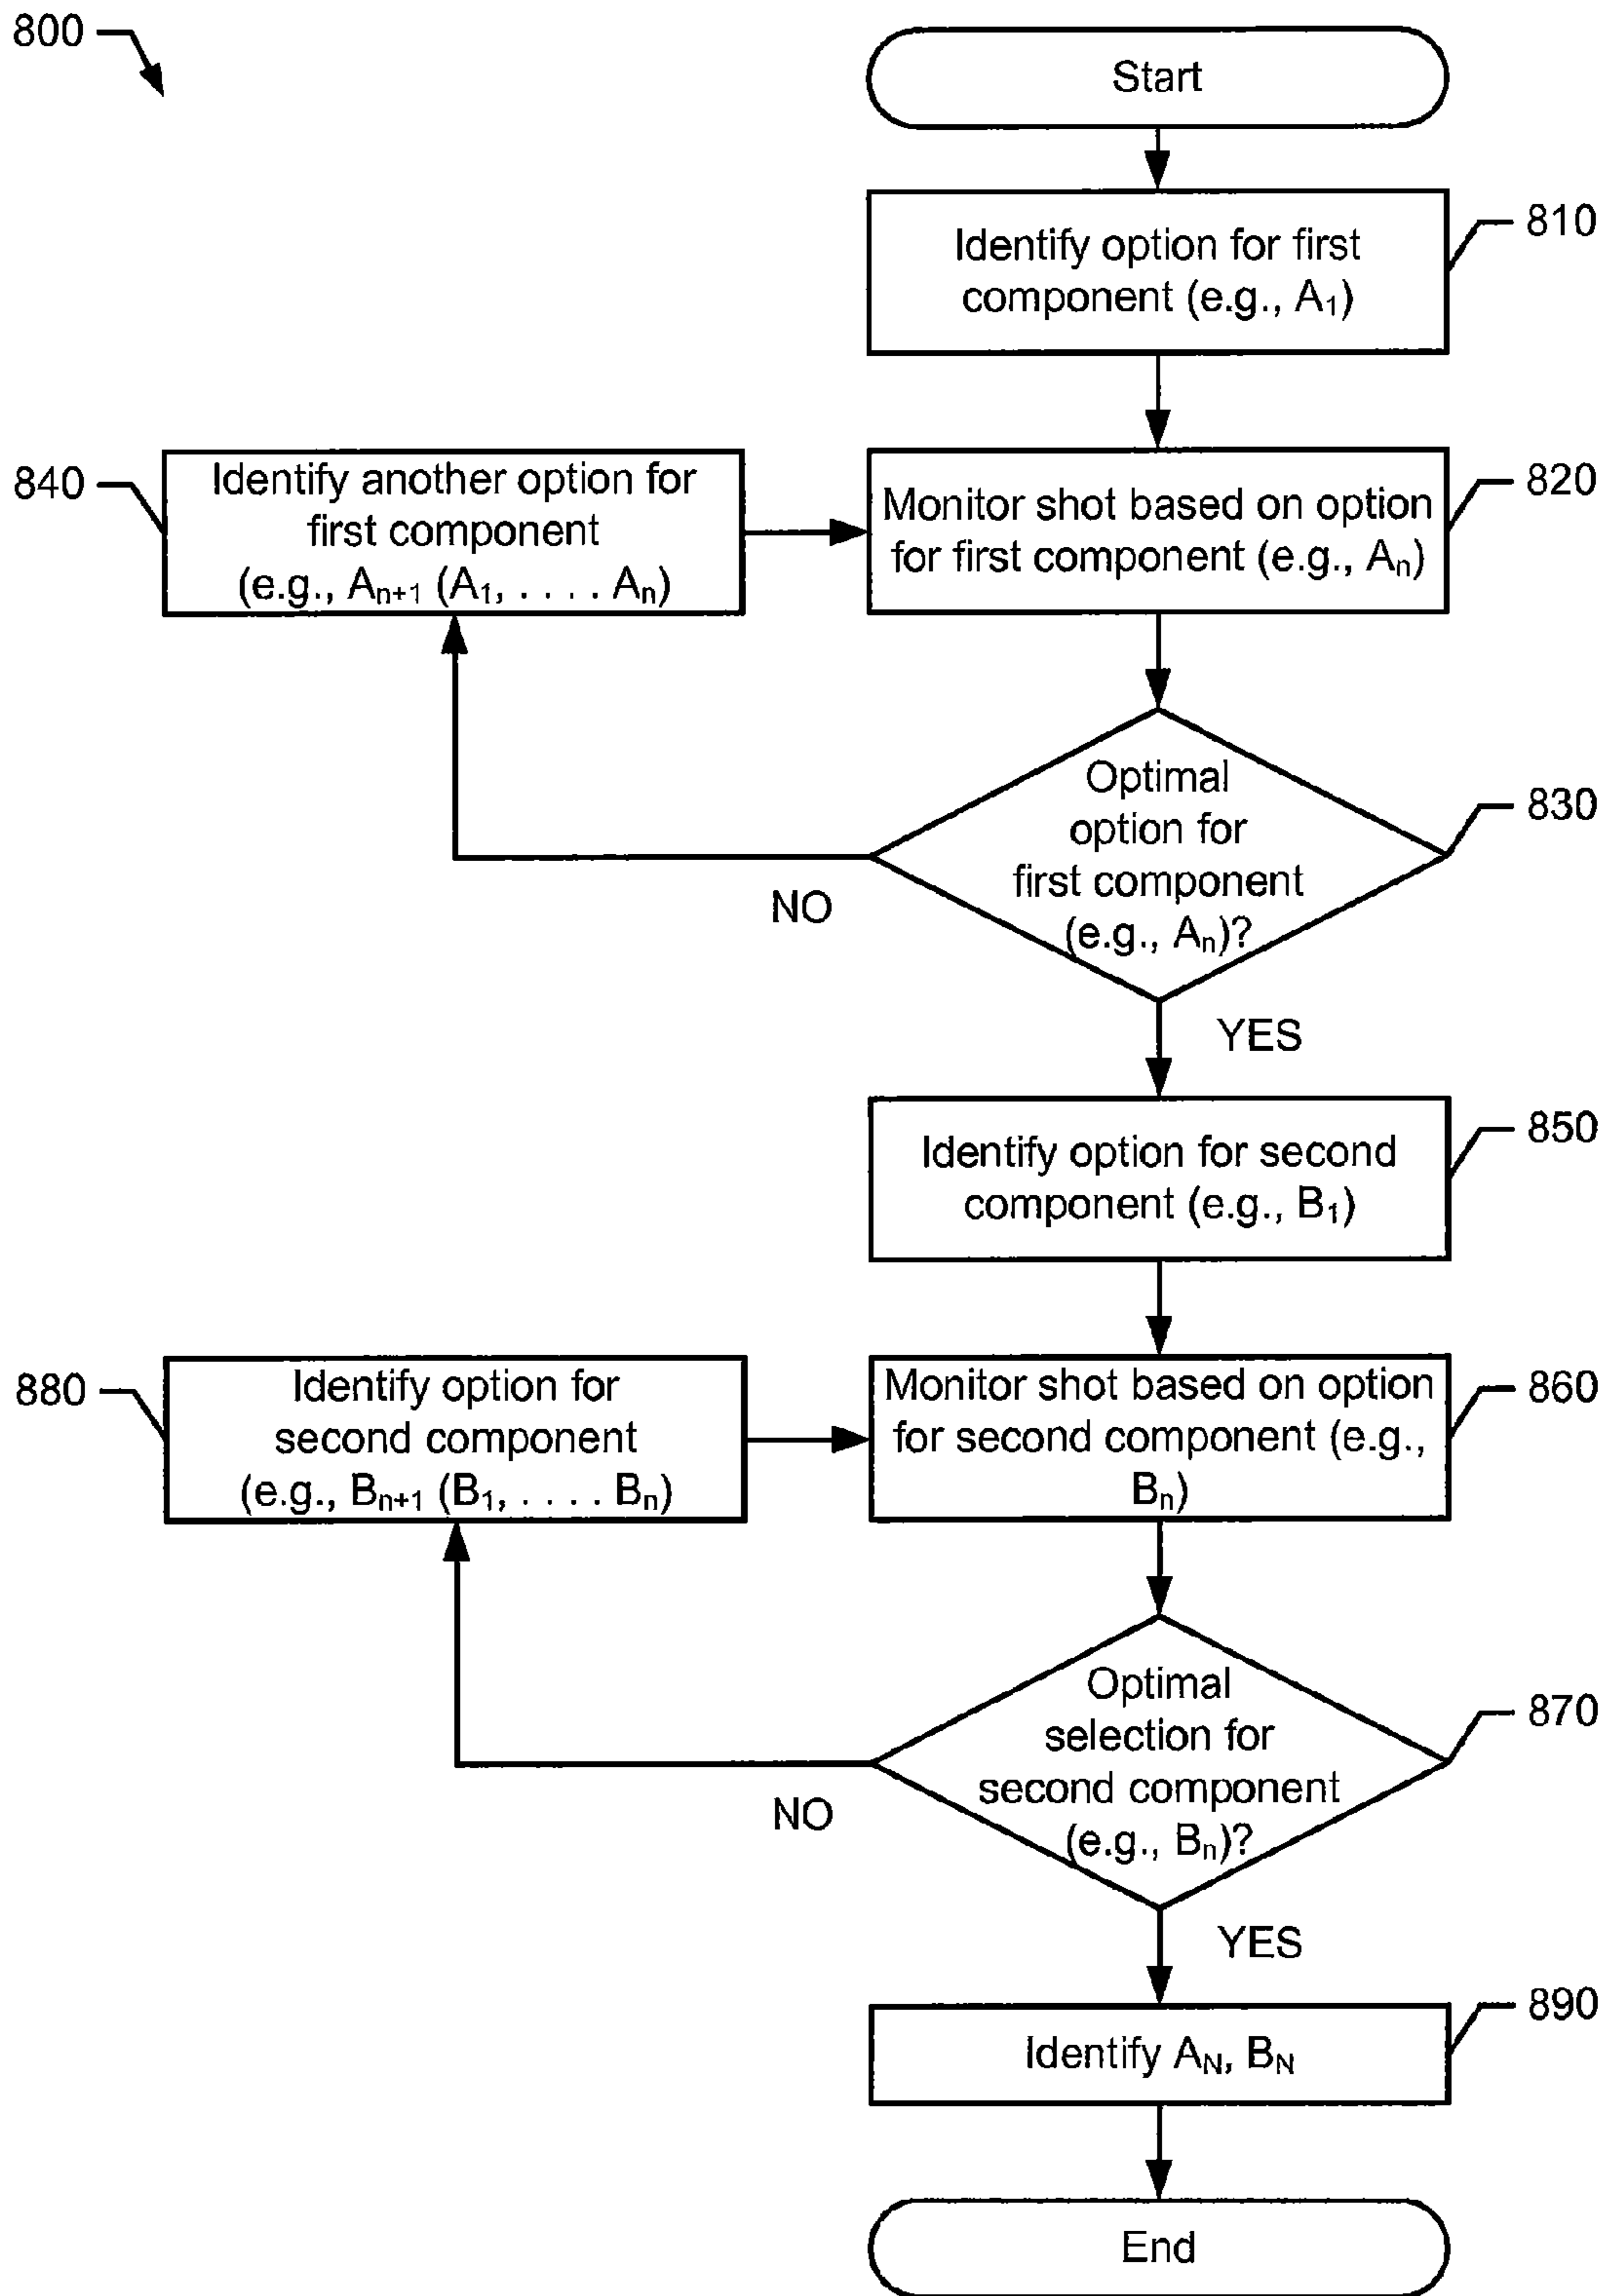 800
Start
Identify option for first
component (e.g., A₁)
810
Identify another option for
first component
(e.g., Aₙ₊₁ (A₁, . . . . Aₙ)
840
Monitor shot based on option
for first component (e.g., Aₙ)
820
Optimal
option for
first component
(e.g., Aₙ)?
830
NO
YES
Identify option for second
component (e.g., B₁)
850
Identify option for
second component
(e.g., Bₙ₊₁ (B₁, . . . . Bₙ)
880
Monitor shot based on option
for second component (e.g.,
Bₙ)
860
Optimal
selection for
second component
(e.g., Bₙ)?
870
NO
YES
Identify A_N, B_N
890
End